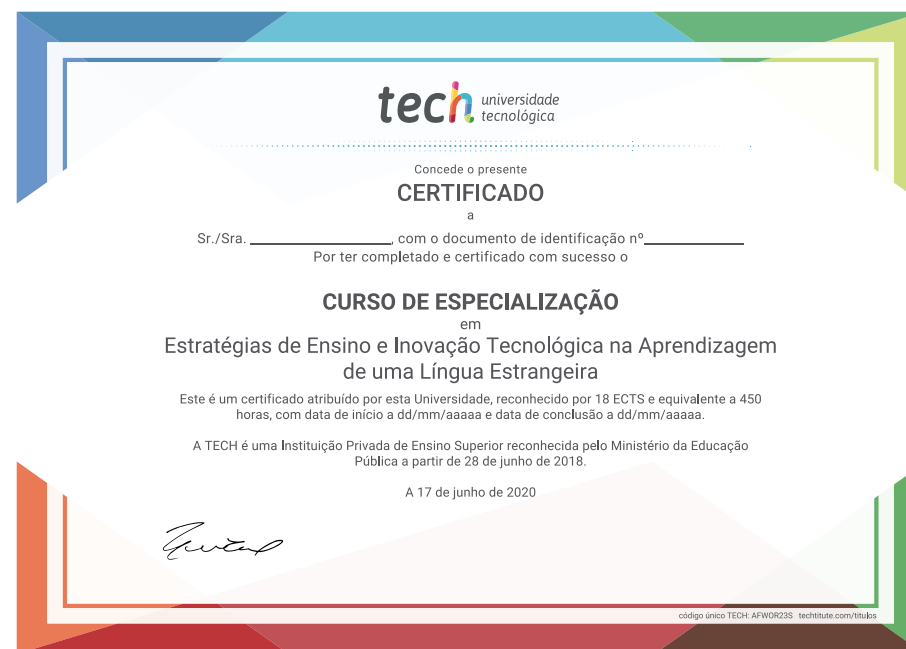 tech universidade
tecnológica
Concede o presente
CERTIFICADO
a
Sr./Sra. ____________________, com o documento de identificação nº______________
Por ter completado e certificado com sucesso o
CURSO DE ESPECIALIZAÇÃO
em
Estratégias de Ensino e Inovação Tecnológica na Aprendizagem
de uma Língua Estrangeira
Este é um certificado atribuído por esta Universidade, reconhecido por 18 ECTS e equivalente a 450
horas, com data de início a dd/mm/aaaaa e data de conclusão a dd/mm/aaaaa.
A TECH é uma Instituição Privada de Ensino Superior reconhecida pelo Ministério da Educação
Pública a partir de 28 de junho de 2018.
A 17 de junho de 2020
código único TECH: AFWOR23S techtitute.com/titulos